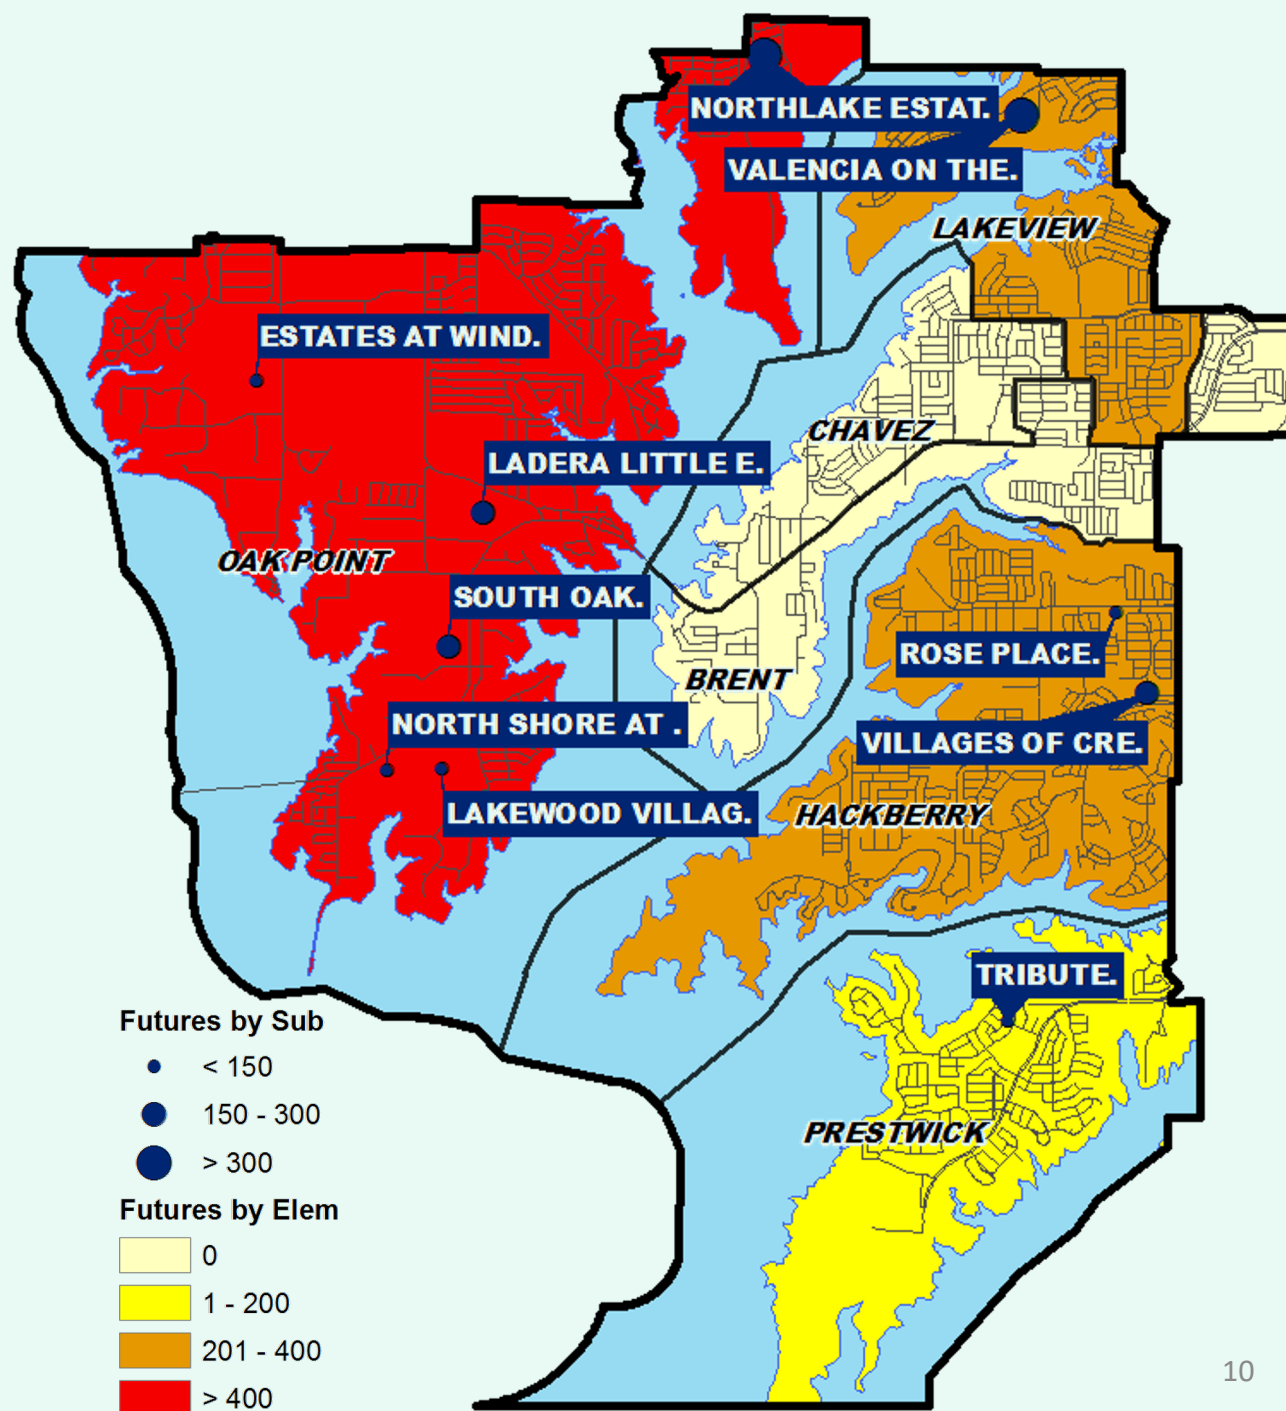 NORTHLAKE ESTAT.
VALENCIA ON THE.
LAKEVIEW
ESTATES AT WIND.
CHAVEZ
LADERA LITTLE E.
OAK POINT
SOUTH OAK.
ROSE PLACE.
BRENT
NORTH SHORE AT .
VILLAGES OF CRE.
LAKEWOOD VILLAG.
HACKBERRY
TRIBUTE.
PRESTWICK
Futures by Sub
< 150
150 - 300
> 300
Futures by Elem
0
1 - 200
201 - 400
> 400
10